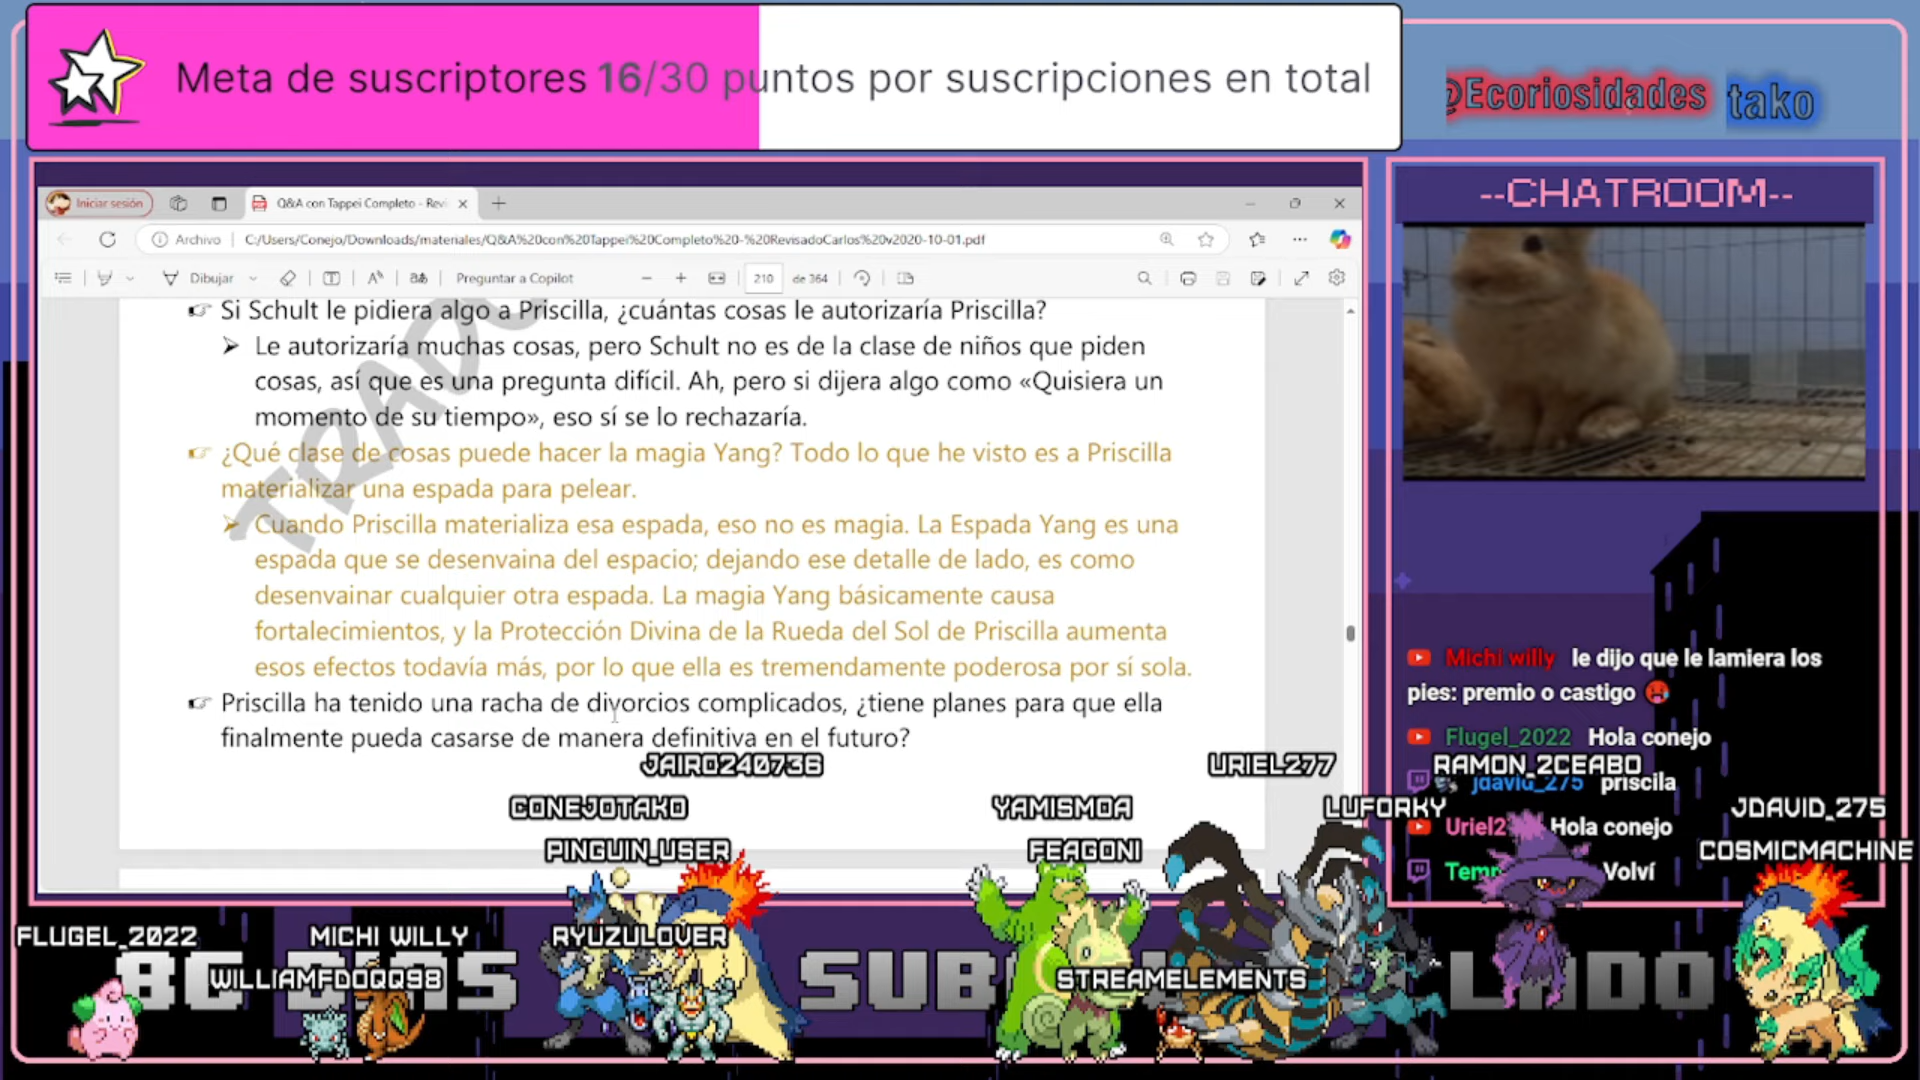 Meta de suscriptores 16/30 puntos por suscripciones en total
@Ecoriosidades tako
--CHATROOM--
Iniciar sesión
Q&A con Tappei Completo - Revi
Archivo
C:/Users/Conejo/Downloads/materiales/Q&A%20con%20Tappei%20Completo%20-%20RevisadoCarlos%20v2020-10-01.pdf
Dibujar
Preguntar a Copilot
210 de 364
Si Schult le pidiera algo a Priscilla, ¿cuántas cosas le autorizaría Priscilla?
Le autorizaría muchas cosas, pero Schult no es de la clase de niños que piden
cosas, así que es una pregunta difícil. Ah, pero si dijera algo como «Quisiera un
momento de su tiempo», eso sí se lo rechazaría.
¿Qué clase de cosas puede hacer la magia Yang? Todo lo que he visto es a Priscilla
materializar una espada para pelear.
Cuando Priscilla materializa esa espada, eso no es magia. La Espada Yang es una
espada que se desenvaina del espacio; dejando ese detalle de lado, es como
desenvainar cualquier otra espada. La magia Yang básicamente causa
fortalecimientos, y la Protección Divina de la Rueda del Sol de Priscilla aumenta
esos efectos todavía más, por lo que ella es tremendamente poderosa por sí sola.
Priscilla ha tenido una racha de divorcios complicados, ¿tiene planes para que ella
finalmente pueda casarse de manera definitiva en el futuro?
TRAD
Michi willy le dijo que le lamiera los
pies: premio o castigo
Flugel_2022 Hola conejo
jdavid_275 priscila
Uriel2 Hola conejo
Temp Volví
JAIRO240736
URIEL277
RAMON_2CEABO
CONEJOTAKO
YAMISMOA
LUFORKY
JDAVID_275
PINGUIN_USER
FEAGONI
COSMICMACHINE
FLUGEL_2022
MICHI WILLY
RYUZULOVER
WILLIAMFDOQQ98
STREAMELEMENTS
SUB